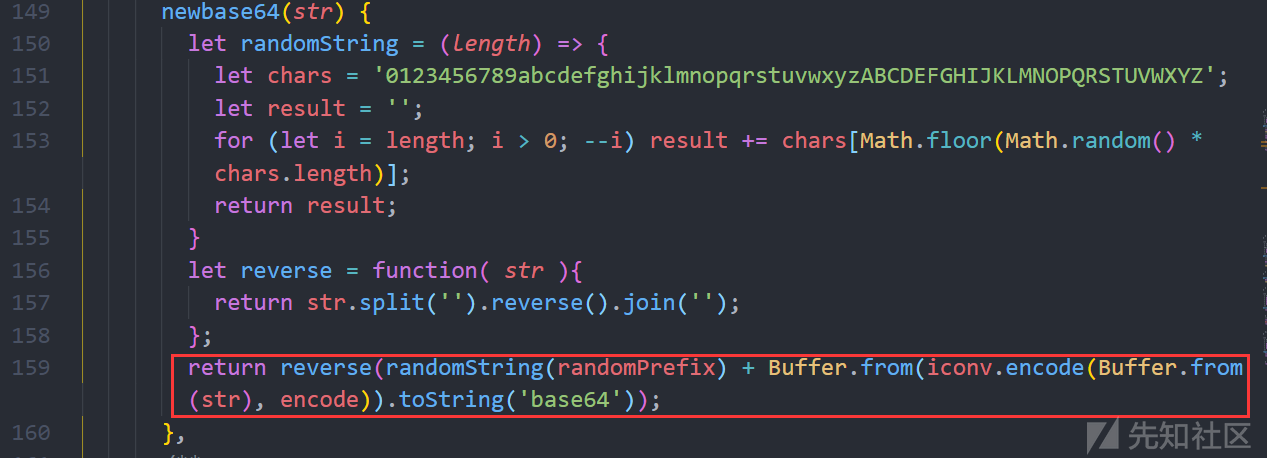 149 newbase64(str) {
150 let randomString = (length) => {
151 let chars = '0123456789abcdefghijklmnopqrstuvwxyzABCDEFGHIJKLMNOPQRSTUVWXYZ';
152 let result = '';
153 for (let i = length; i > 0; --i) result += chars[Math.floor(Math.random() *
chars.length)];
154 return result;
155 }
156 let reverse = function( str ){
157 return str.split('').reverse().join('');
158 };
159 return reverse(randomString(randomPrefix) + Buffer.from(iconv.encode(Buffer.from
(str), encode)).toString('base64'));
160 },
先知社区